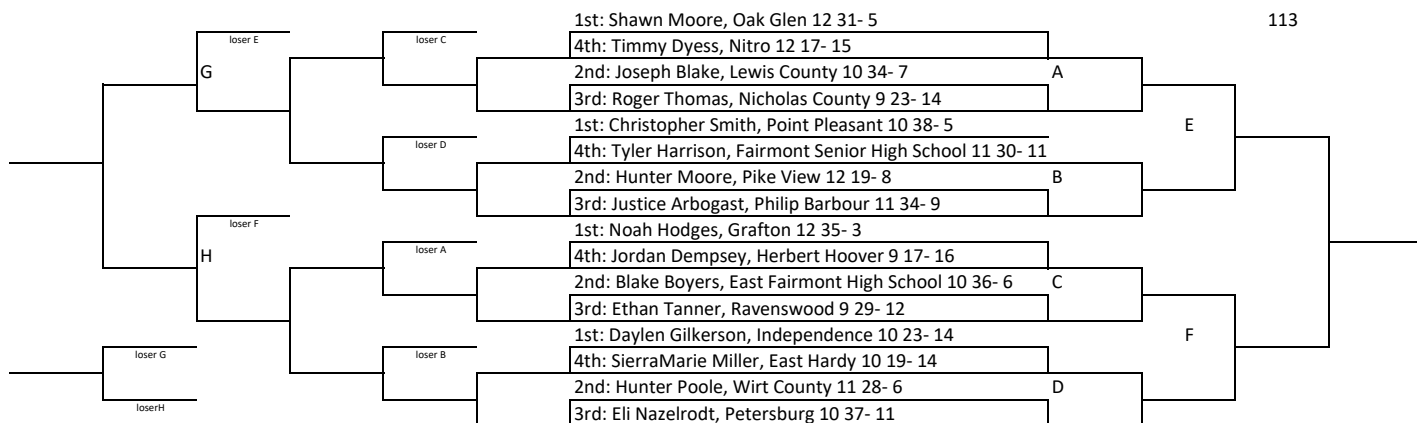 1st: Shawn Moore, Oak Glen 12 31- 5 113
loser E loser C
4th: Timmy Dyess, Nitro 12 17- 15
G 2nd: Joseph Blake, Lewis County 10 34- 7 A
3rd: Roger Thomas, Nicholas County 9 23- 14
1st: Christopher Smith, Point Pleasant 10 38- 5 E
loser D
4th: Tyler Harrison, Fairmont Senior High School 11 30- 11
2nd: Hunter Moore, Pike View 12 19- 8 B
3rd: Justice Arbogast, Philip Barbour 11 34- 9
loser F
1st: Noah Hodges, Grafton 12 35- 3
loser A
H 4th: Jordan Dempsey, Herbert Hoover 9 17- 16
2nd: Blake Boyers, East Fairmont High School 10 36- 6 C
3rd: Ethan Tanner, Ravenswood 9 29- 12
1st: Daylen Gilkerson, Independence 10 23- 14 F
loser G loser B
4th: SierraMarie Miller, East Hardy 10 19- 14
2nd: Hunter Poole, Wirt County 11 28- 6 D
loserH
3rd: Eli Nazelrodt, Petersburg 10 37- 11